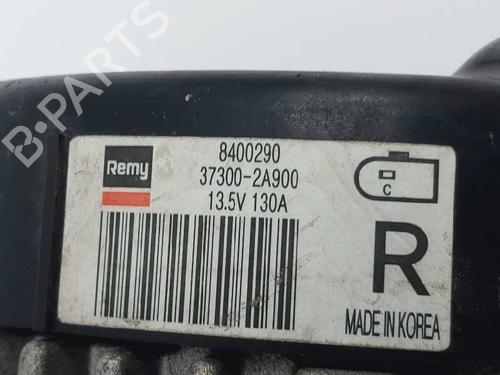 B-PARTS
Remy
8400290
37300-2A900
13.5V 130A
C
R
MADE IN KOREA